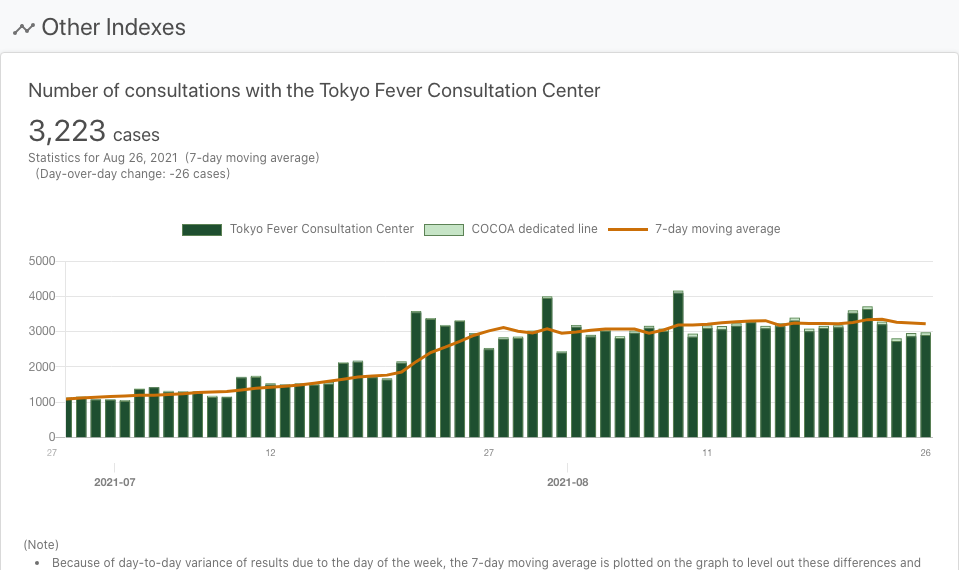 Other Indexes
Number of consultations with the Tokyo Fever Consultation Center
3,223 cases
Statistics for Aug 26, 2021 (7-day moving average)
(Day-over-day change: -26 cases)
Tokyo Fever Consultation Center COCOA dedicated line 7-day moving average
5000
4000
3000
2000
1000
0
27 12 27 11 26
2021-07 2021-08
(Note)
• Because of day-to-day variance of results due to the day of the week, the 7-day moving average is plotted on the graph to level out these differences and